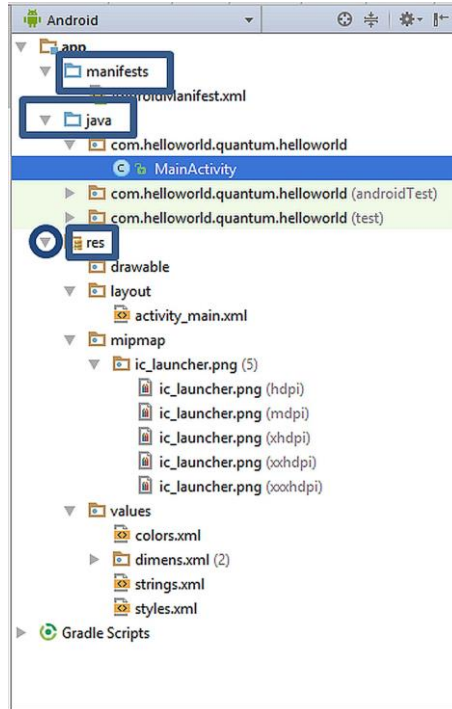 Android
app
manifests
AndroidManifest.xml
java
com.helloworld.quantum.helloworld
MainActivity
com.helloworld.quantum.helloworld (androidTest)
com.helloworld.quantum.helloworld (test)
res
drawable
layout
activity_main.xml
mipmap
ic_launcher.png (5)
ic_launcher.png (hdpi)
ic_launcher.png (mdpi)
ic_launcher.png (xhdpi)
ic_launcher.png (xxhdpi)
ic_launcher.png (xxxhdpi)
values
colors.xml
dimens.xml (2)
strings.xml
styles.xml
Gradle Scripts